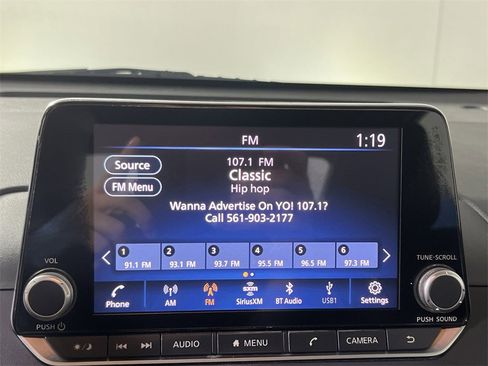 FM
1:19
Source
107.1 FM
Classic
FM Menu
Hip hop
Wanna Advertise On YO! 107.1?
Call 561-903-2177
VOL
TUNE·SCROLL
1 2 3 4 5 6
91.1 FM 93.1 FM 93.7 FM 95.5 FM 96.5 FM 97.3 FM
Phone AM FM SiriusXM BT Audio USB1 Settings
sxm
PUSH
PUSH SOUND
AUDIO MENU CAMERA